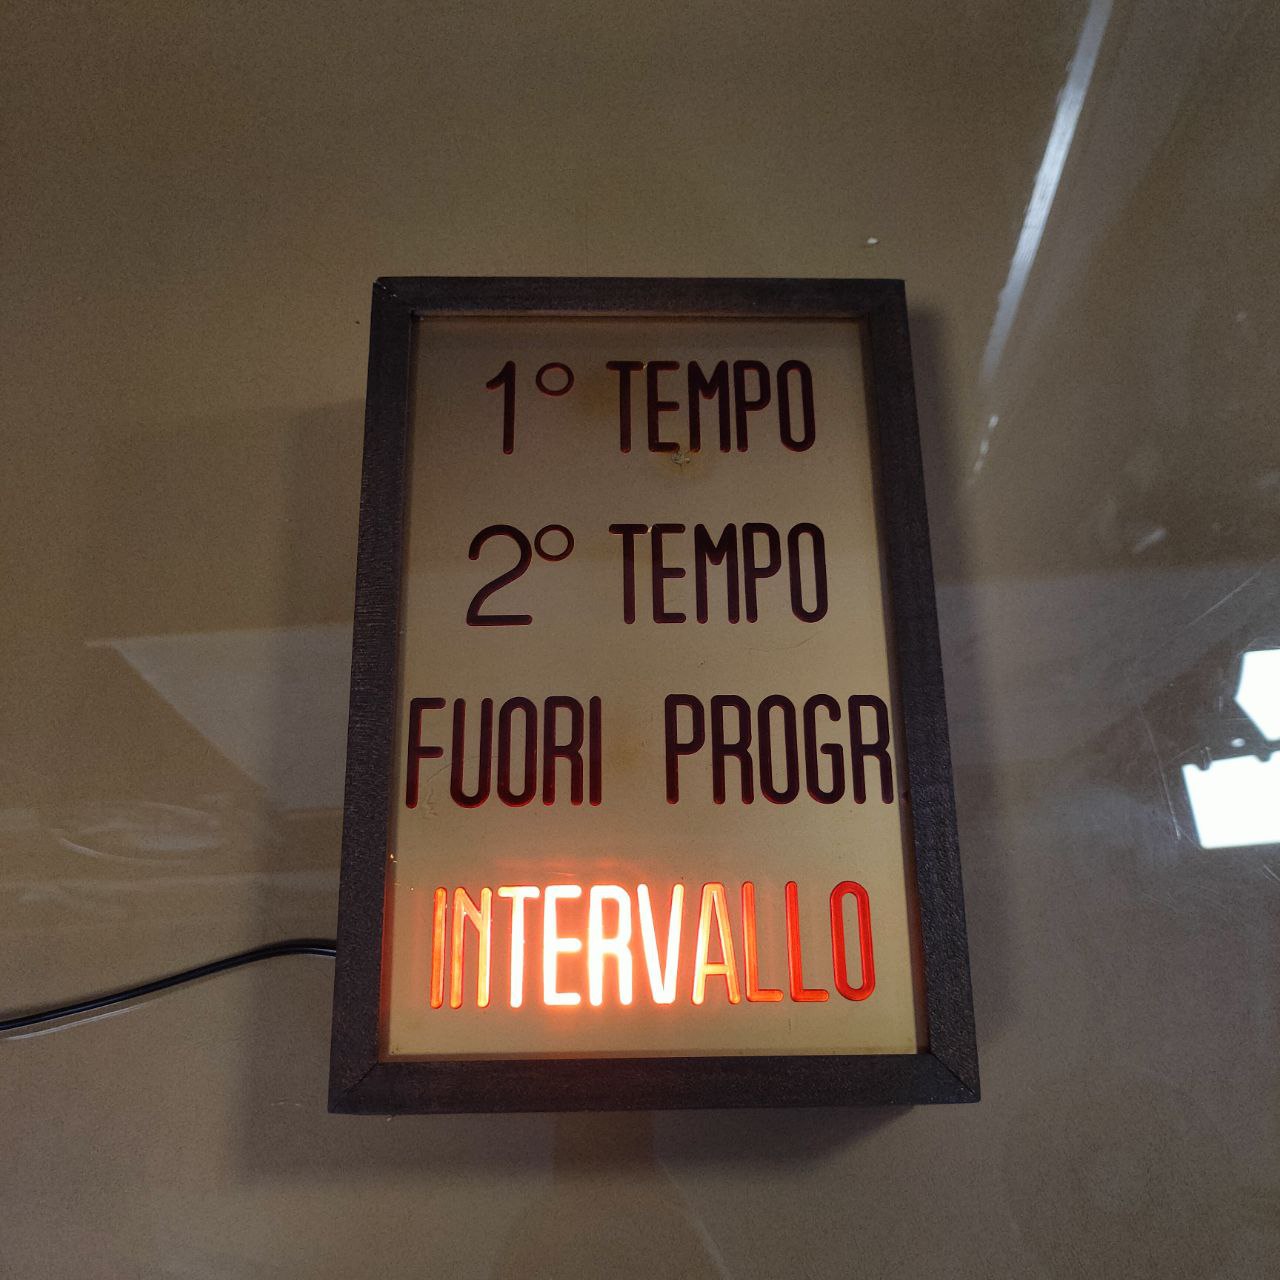 1° TEMPO
2° TEMPO
FUORI PROGR
INTERVALLO